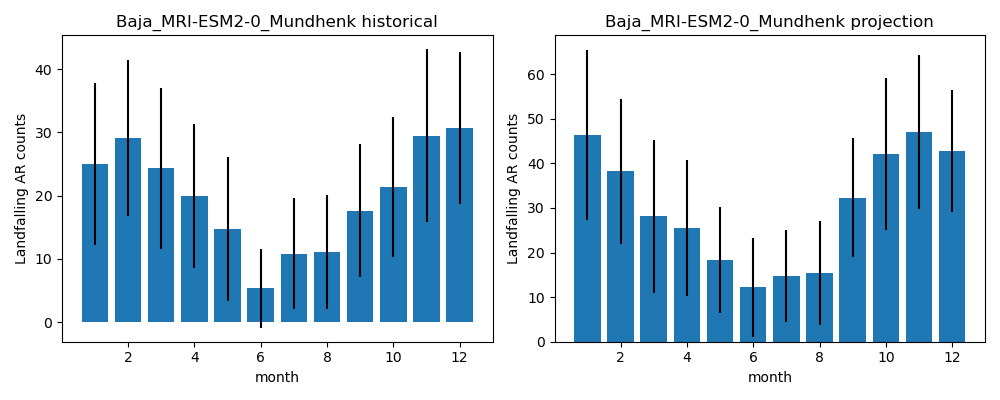 Baja_MRI-ESM2-0_Mundhenk historical
Landfalling AR counts
40
30
20
10
0
2 4 6 8 10 12
month
Baja_MRI-ESM2-0_Mundhenk projection
Landfalling AR counts
60
50
40
30
20
10
0
2 4 6 8 10 12
month